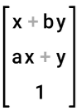 x + by
ax + y
1